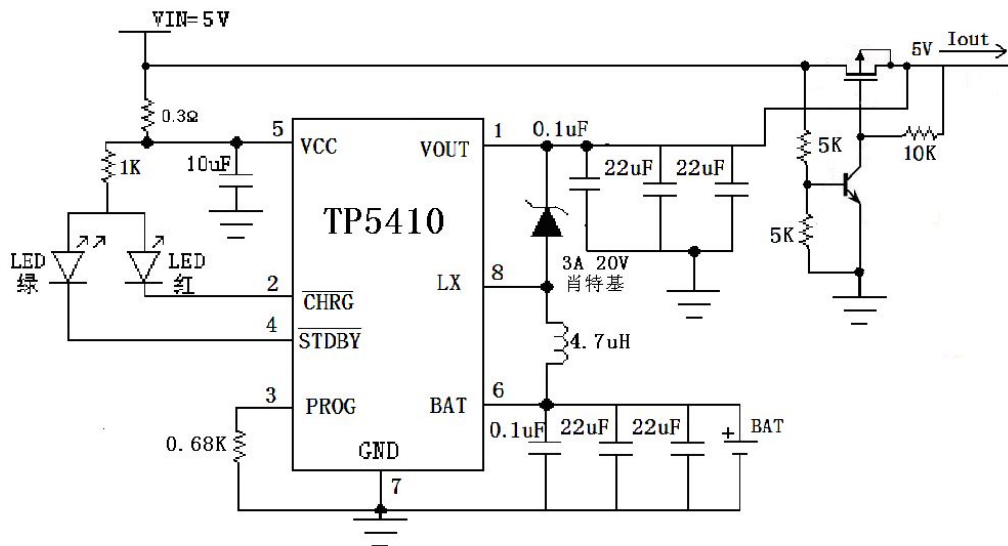 VIN=5V
5V
Iout
0.3Ω
5
VCC
VOUT
1
0.1uF
22uF
22uF
5K
10K
1K
10uF
TP5410
5K
LED
绿
LED
红
2
CHRG
LX
8
3A 20V
肖特基
4
STDBY
4.7uH
3
PROG
BAT
6
0.68K
0.1uF
22uF
22uF
+
BAT
GND
7